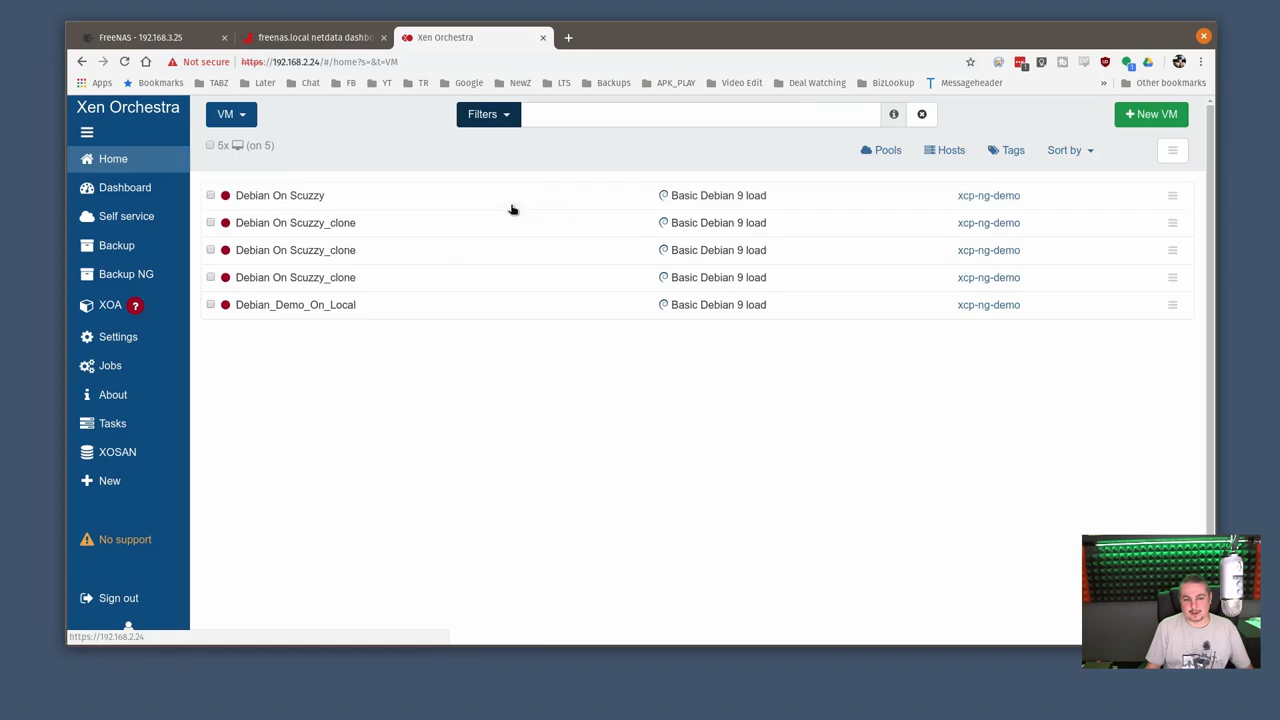 FreeNAS - 192.168.3.25
freenas.local netdata dashb
Xen Orchestra
Not secure
https://192.168.2.24/#/home?s=&t=VM
1
1
Apps
Bookmarks
TABZ
Later
Chat
FB
YT
TR
Google
NewZ
LTS
Backups
APK_PLAY
Video Edit
Deal Watching
BizLookup
Messageheader
»
Other bookmarks
Xen Orchestra
VM
Filters
+ New VM
5x (on 5)
Pools
Hosts
Tags
Sort by
Home
Dashboard
Self service
Backup
Backup NG
XOA ?
Settings
Jobs
About
Tasks
XOSAN
New
No support
Sign out
Debian On Scuzzy Basic Debian 9 load xcp-ng-demo
Debian On Scuzzy_clone Basic Debian 9 load xcp-ng-demo
Debian On Scuzzy_clone Basic Debian 9 load xcp-ng-demo
Debian On Scuzzy_clone Basic Debian 9 load xcp-ng-demo
Debian_Demo_On_Local Basic Debian 9 load xcp-ng-demo
https://192.168.2.24